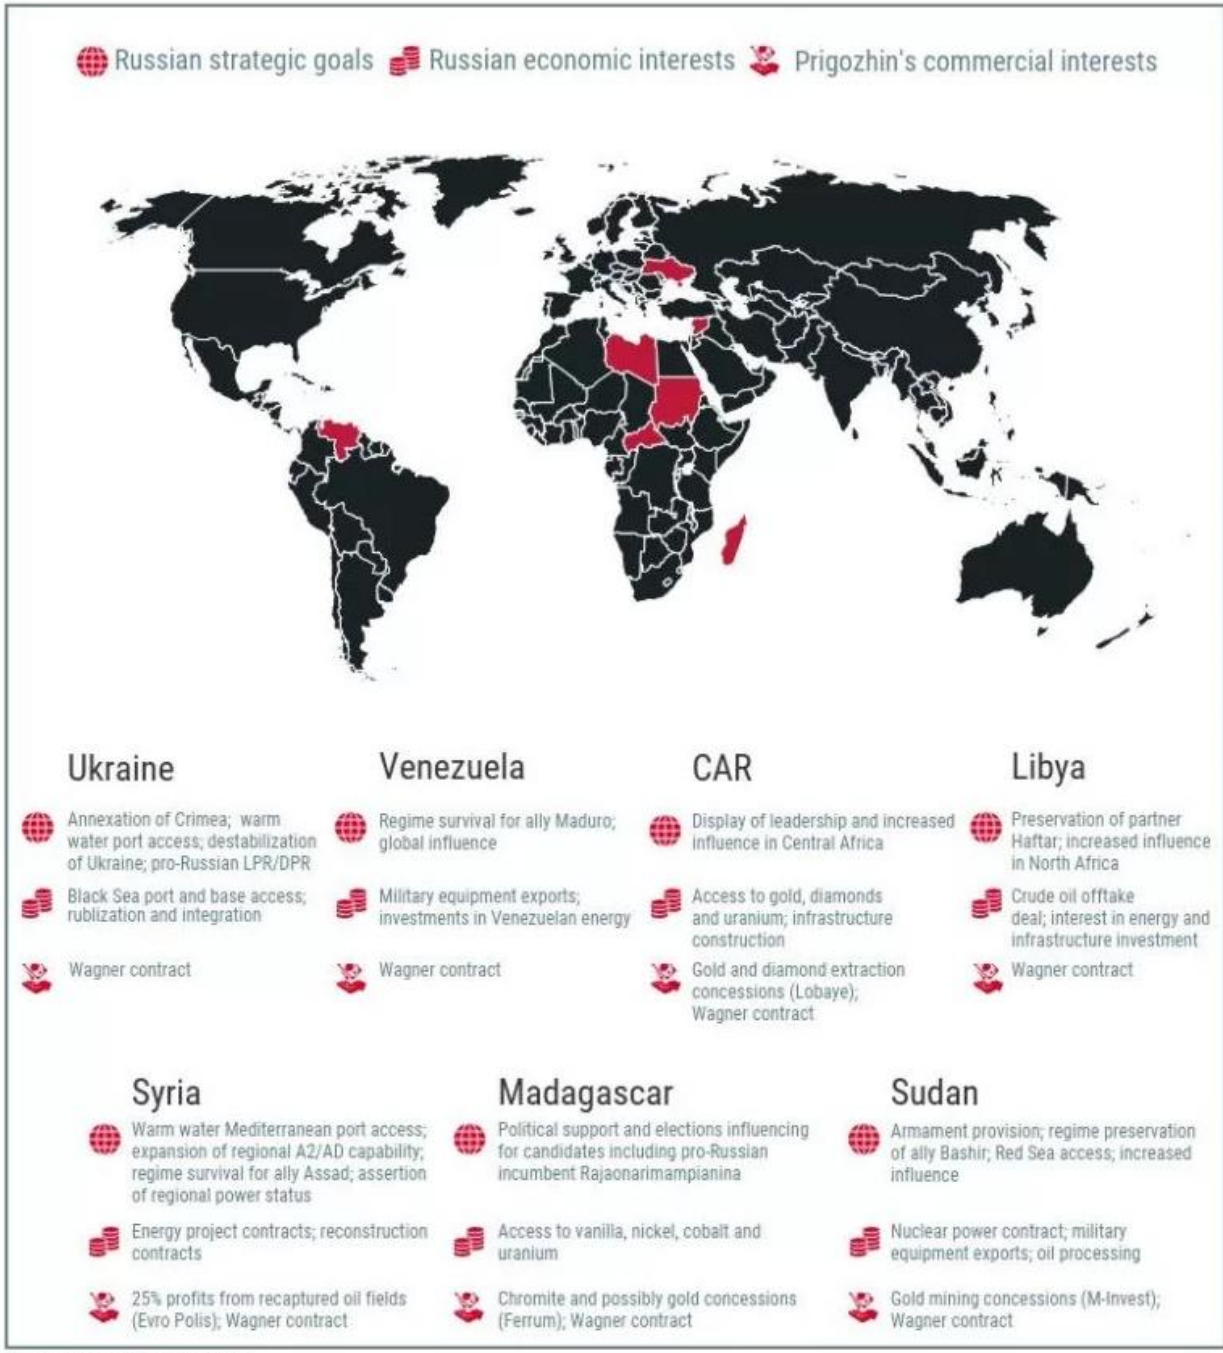 Russian strategic goals Russian economic interests Prigozhin's commercial interests
Ukraine
Annexation of Crimea; warm
water port access; destabilization
of Ukraine; pro-Russian LPR/DPR
Black Sea port and base access;
rublization and integration
Wagner contract
Venezuela
Regime survival for ally Maduro;
global influence
Military equipment exports;
investments in Venezuelan energy
Wagner contract
CAR
Display of leadership and increased
influence in Central Africa
Access to gold, diamonds
and uranium; infrastructure
construction
Gold and diamond extraction
concessions (Lobaye);
Wagner contract
Libya
Preservation of partner
Haftar; increased influence
in North Africa
Crude oil offtake
deal; interest in energy and
infrastructure investment
Wagner contract
Syria
Warm water Mediterranean port access;
expansion of regional A2/AD capability;
regime survival for ally Assad; assertion
of regional power status
Energy project contracts; reconstruction
contracts
25% profits from recaptured oil fields
(Evro Polis); Wagner contract
Madagascar
Political support and elections influencing
for candidates including pro-Russian
incumbent Rajaonarimampianina
Access to vanilla, nickel, cobalt and
uranium
Chromite and possibly gold concessions
(Ferrum); Wagner contract
Sudan
Armament provision; regime preservation
of ally Bashir; Red Sea access; increased
influence
Nuclear power contract; military
equipment exports; oil processing
Gold mining concessions (M-Invest);
Wagner contract